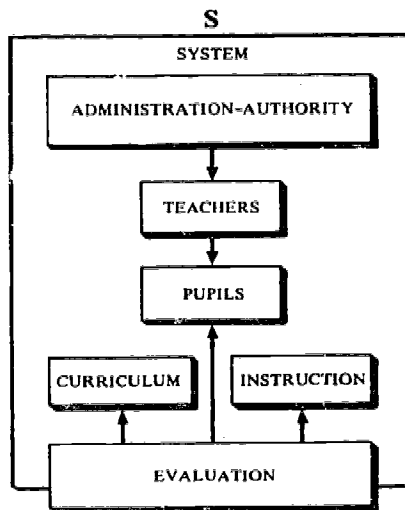 S
SYSTEM
ADMINISTRATION=AUTHORITY
TEACHERS
PUPILS
CURRICULUM
INSTRUCTION
EVALUATION